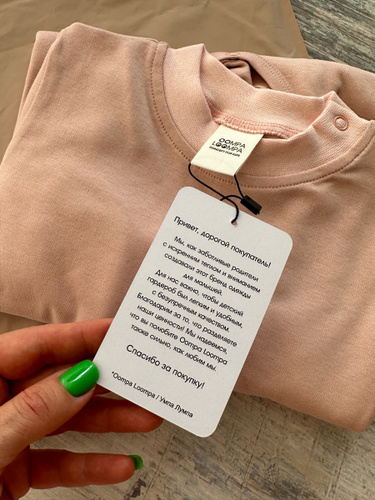 OOMPA
LOOMPA
Привет, дорогой покупатель!
Мы, как заботливые родители
с искренним теплом и вниманием
создавали этот бренд одежды
для малышей.
Для нас важно, чтобы детский
гардероб был легким и удобным,
с безупречным качеством.
Благодарим за то, что разделяете
наши ценности! Мы надеемся,
что вы полюбите Oompa Loompa
также сильно, как любим мы.
Спасибо за покупку!
*Oompa Loompa / Умпа Лумпа